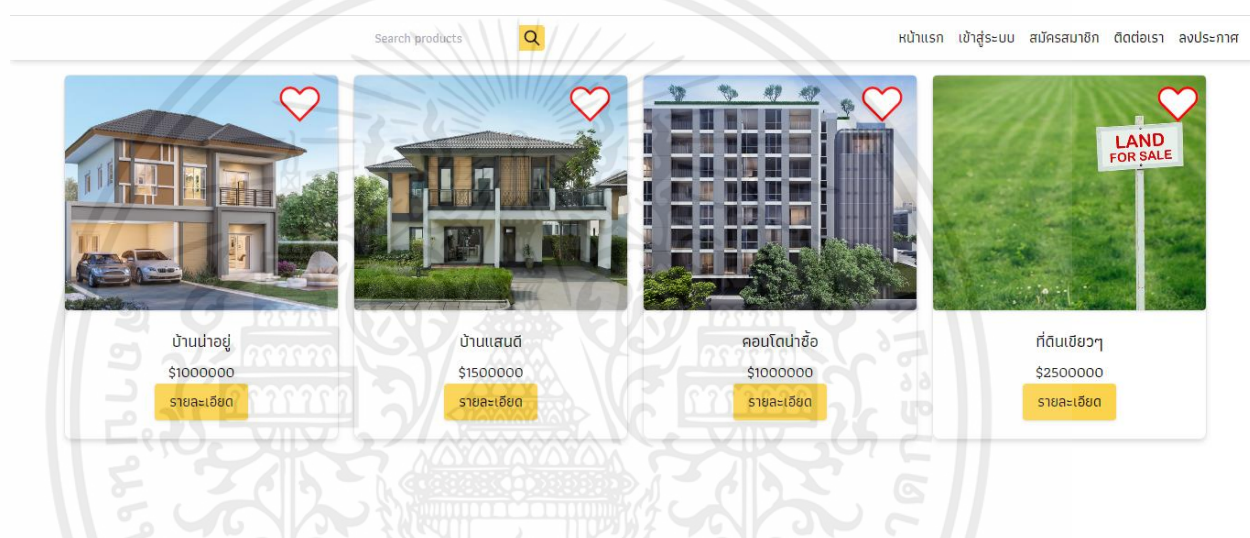 Search products
หน้าแรก เข้าสู่ระบบ สมัครสมาชิก ติดต่อเรา ลงประกาศ
LAND
FOR SALE
บ้านน่าอยู่
$1000000
รายละเอียด
บ้านแสนดี
$1500000
รายละเอียด
คอนโดน่าซื้อ
$1000000
รายละเอียด
ที่ดินเขียวๆ
$2500000
รายละเอียด